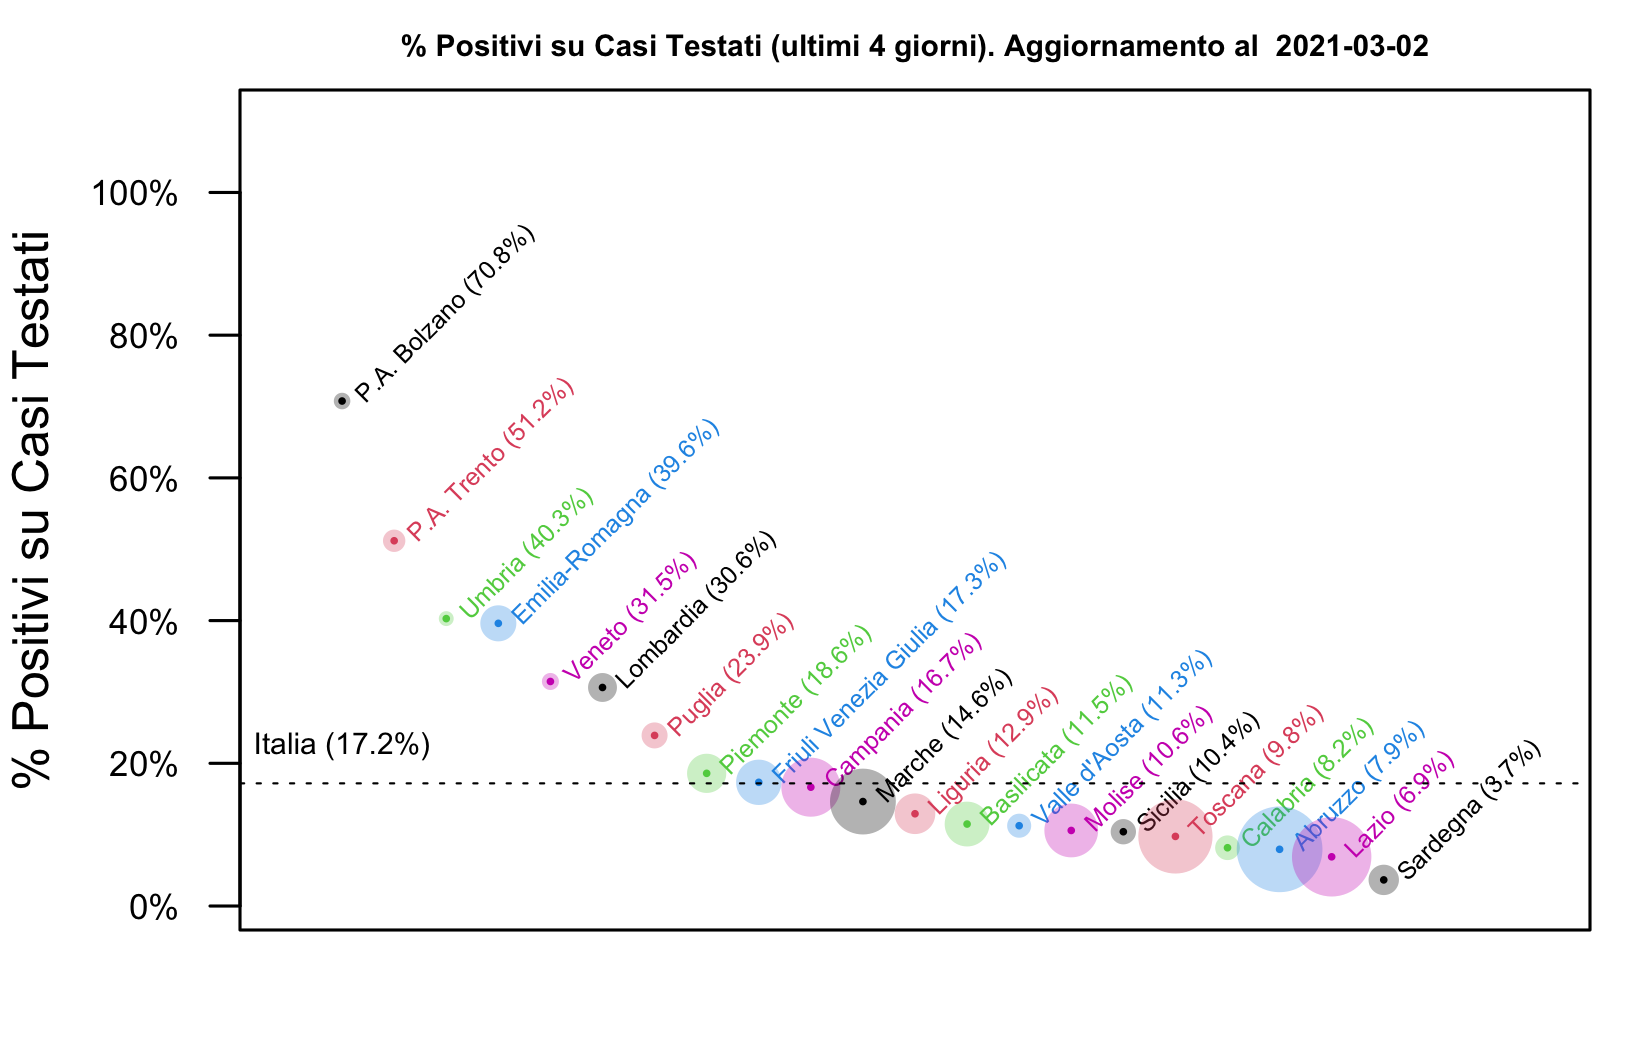 % Positivi su Casi Testati (ultimi 4 giorni). Aggiornamento al  2021-03-02
% Positivi su Casi Testati
100%
80%
60%
40%
20%
0%
P.A. Bolzano (70.8%)
P.A. Trento (51.2%)
Umbria (40.3%)
Emilia-Romagna (39.6%)
Veneto (31.5%)
Lombardia (30.6%)
Puglia (23.9%)
Piemonte (18.6%)
Friuli Venezia Giulia (17.3%)
Campania (16.7%)
Marche (14.6%)
Liguria (12.9%)
Basilicata (11.5%)
Valle d'Aosta (11.3%)
Molise (10.6%)
Sicilia (10.4%)
Toscana (9.8%)
Calabria (8.2%)
Abruzzo (7.9%)
Lazio (6.9%)
Sardegna (3.7%)
Italia (17.2%)